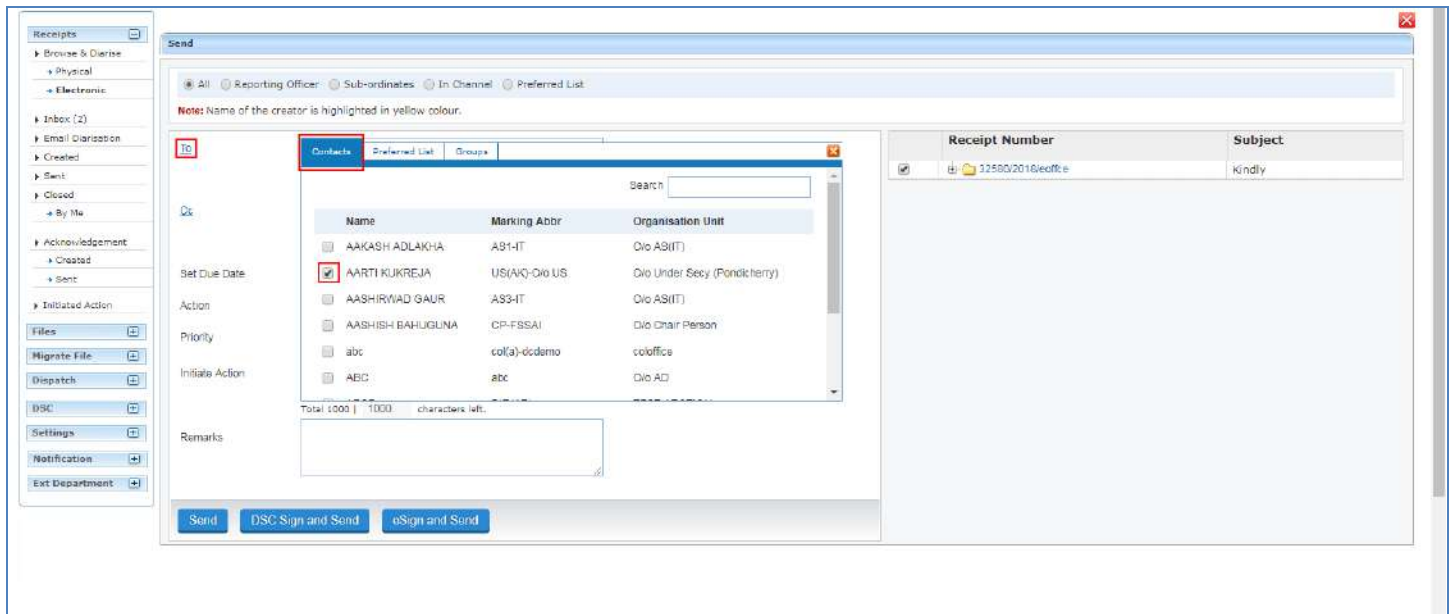 Receipts
Browse & Diarise
Physical
Electronic
Inbox (2)
Email Diarisation
Created
Sent
Closed
By Me
Acknowledgement
Created
Sent
Initiated Action
Files
Migrate File
Dispatch
DSC
Settings
Notification
Ext Department
Send
All Reporting Officer Sub-ordinates In Channel Preferred List
Note: Name of the creator is highlighted in yellow colour.
To
Cc
Set Due Date
Action
Priority
Initiate Action
Contacts Preferred List Groups
Search
Name Marking Abbr Organisation Unit
AAKASH ADLAKHA AS1-IT O/o AS(IT)
AARTI KUKREJA US(AK)-O/o US O/o Under Secy (Pondicherry)
AASHIRWAD GAUR AS3-IT O/o AS(IT)
AASHISH BAHUGUNA CP-FSSAI O/o Chair Person
abc col(a)-dcdemo coloffice
ABC abc O/o AD
Total 1000 | 1000 characters left.
Remarks
Send DSC Sign and Send eSign and Send
Receipt Number Subject
32580/2018/eoffice Kindly